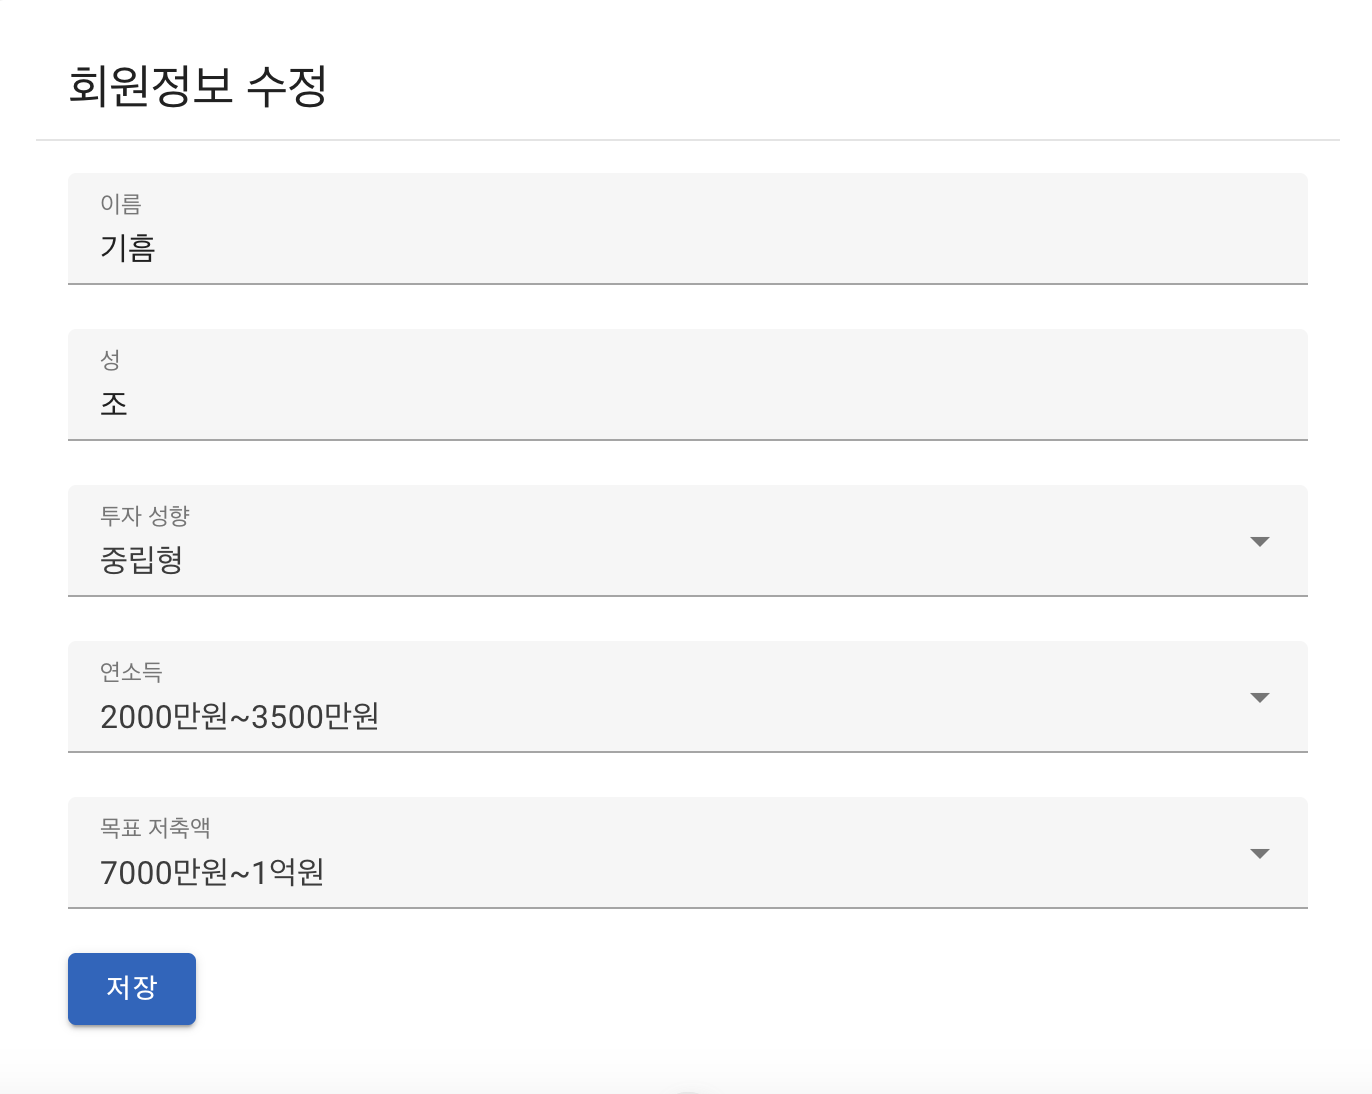 회원정보 수정
이름
기흠
성
조
투자 성향
중립형
연소득
2000만원~3500만원
목표 저축액
7000만원~1억원
저장